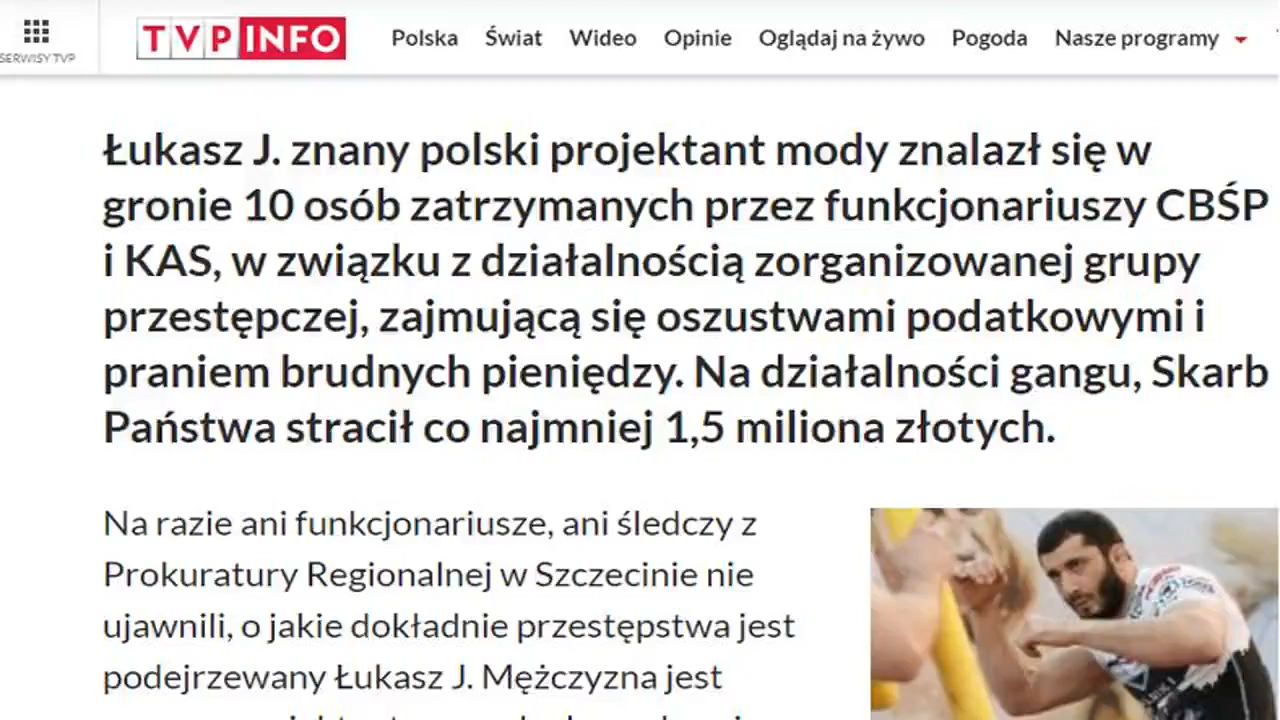 SERWISY TVP
TVP INFO
Polska Świat Wideo Opinie Oglądaj na żywo Pogoda Nasze programy
Łukasz J. znany polski projektant mody znalazł się w
gronie 10 osób zatrzymanych przez funkcjonariuszy CBŚP
i KAS, w związku z działalnością zorganizowanej grupy
przestępczej, zajmującą się oszustwami podatkowymi i
praniem brudnych pieniędzy. Na działalności gangu, Skarb
Państwa stracił co najmniej 1,5 miliona złotych.
Na razie ani funkcjonariusze, ani śledczy z
Prokuratury Regionalnej w Szczecinie nie
ujawnili, o jakie dokładnie przestępstwa jest
podejrzewany Łukasz J. Mężczyzna jest